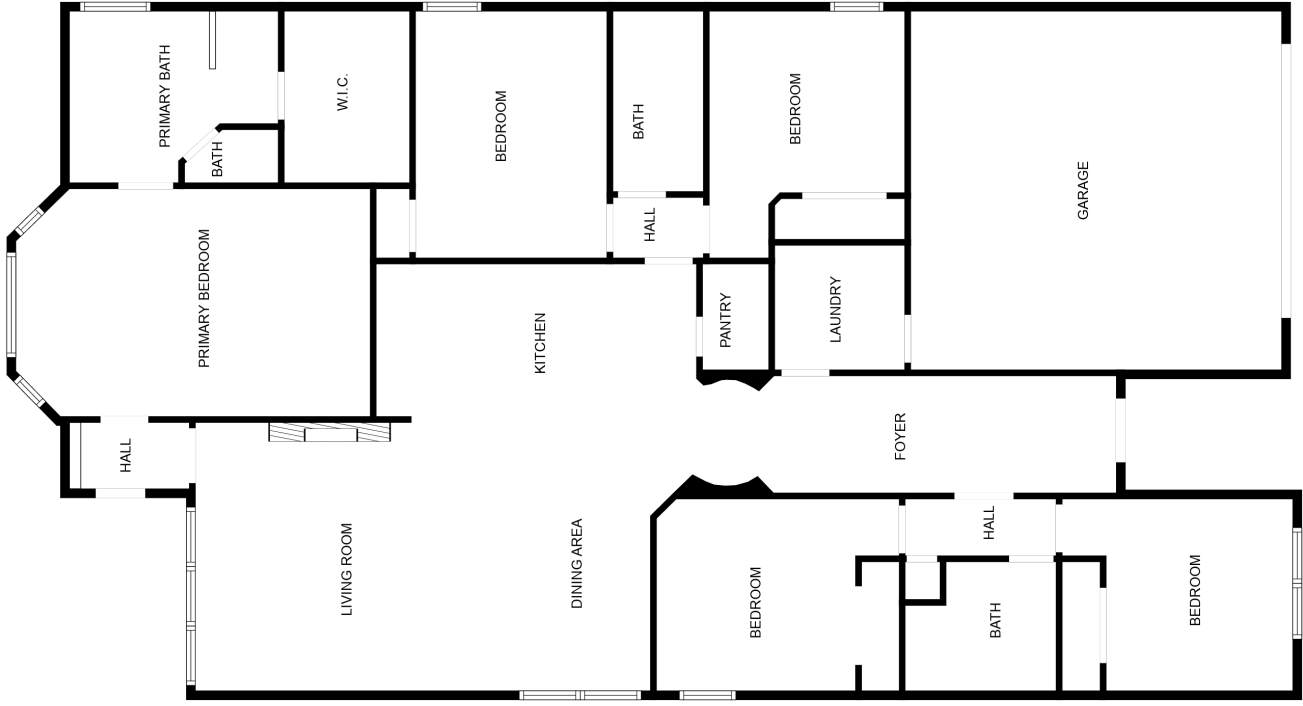 PRIMARY BATH
BATH
W.I.C.
BEDROOM
BATH
BEDROOM
GARAGE
PRIMARY BEDROOM
HALL
KITCHEN
PANTRY
LAUNDRY
HALL
FOYER
LIVING ROOM
DINING AREA
BEDROOM
HALL
BATH
BEDROOM